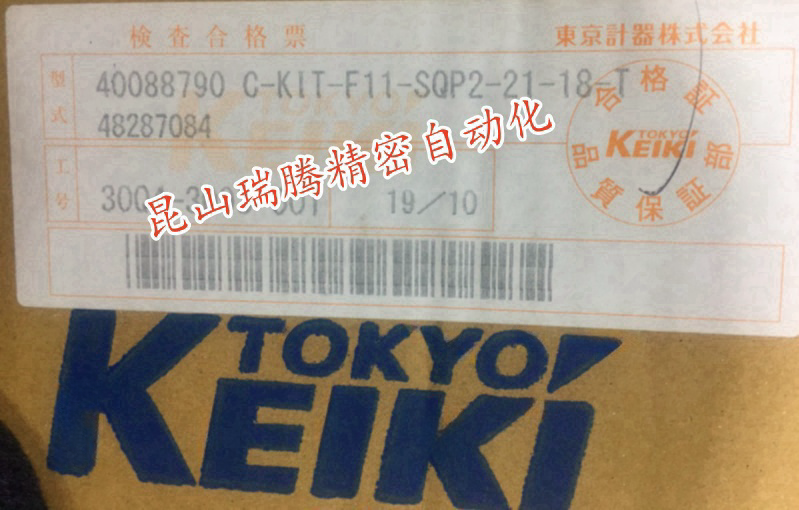 検査合格票
東京計器株式会社
型式
40088790 C-KIT-F11-SQP2-21-18-T
48287084
工号
19/10
昆山瑞腾精密自动化
合格証
TOKYO
KEIKI
品質保証部
TOKYO
KEIKI